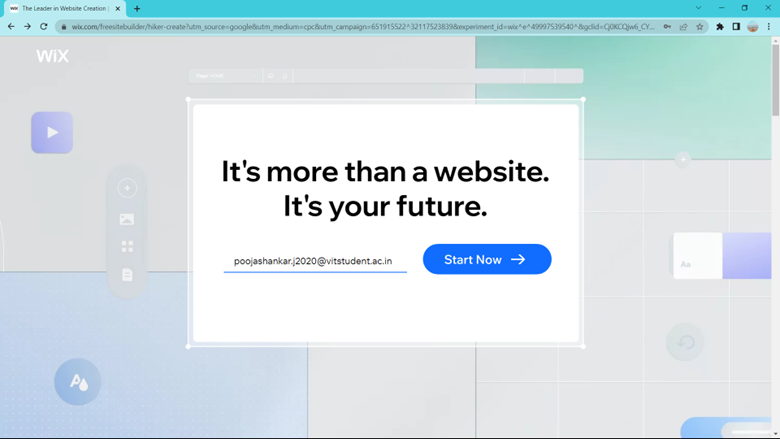 WiX The Leader in Website Creation |
wix.com/freesitebuilder/hiker-create?utm_source=google&utm_medium=cpc&utm_campaign=651915522^32117523839&experiment_id=wix^e^49997539540^&gclid=Cj0KCQjw6_CY...
WiX
It's more than a website.
It's your future.
poojashankar.j2020@vitstudent.ac.in
Start Now
Aa